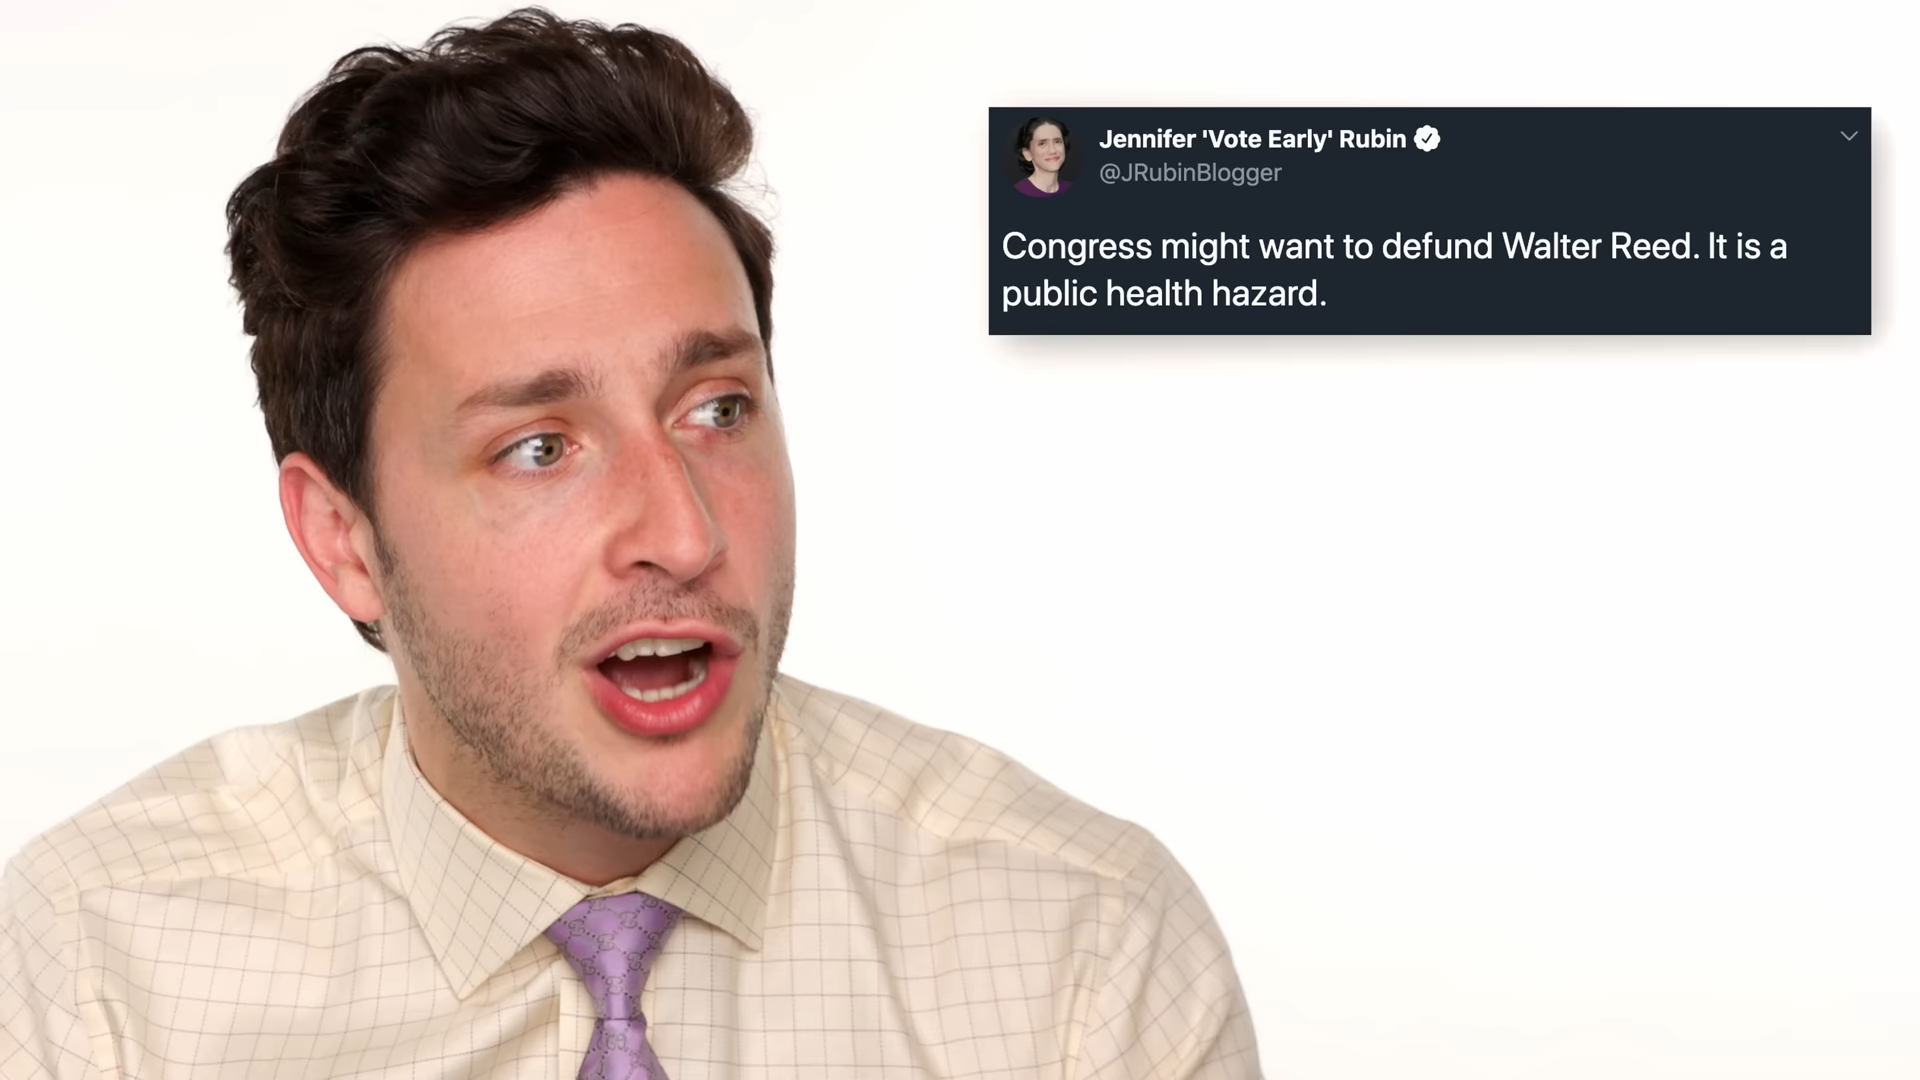 Jennifer 'Vote Early' Rubin
@JRubinBlogger
Congress might want to defund Walter Reed. It is a
public health hazard.